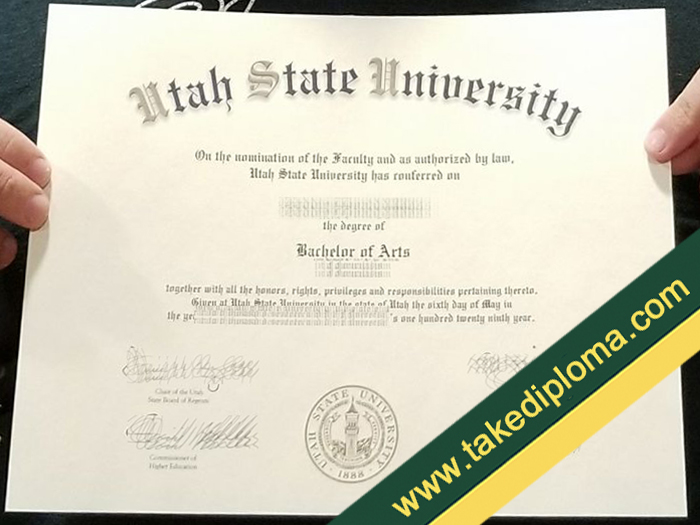 Utah State University
On the nomination of the Faculty and as authorized by law,
Utah State University has conferred on
the degree of
Bachelor of Arts
together with all the honors, rights, privileges and responsibilities pertaining thereto.
Given at Utah State University in the state of Utah the sixth day of May in
the 's one hundred twenty ninth year.
Chair of the Utah
State Board of Regents
Commissioner of
Higher Education
UTAH STATE UNIVERSITY
1888
www.takediploma.com